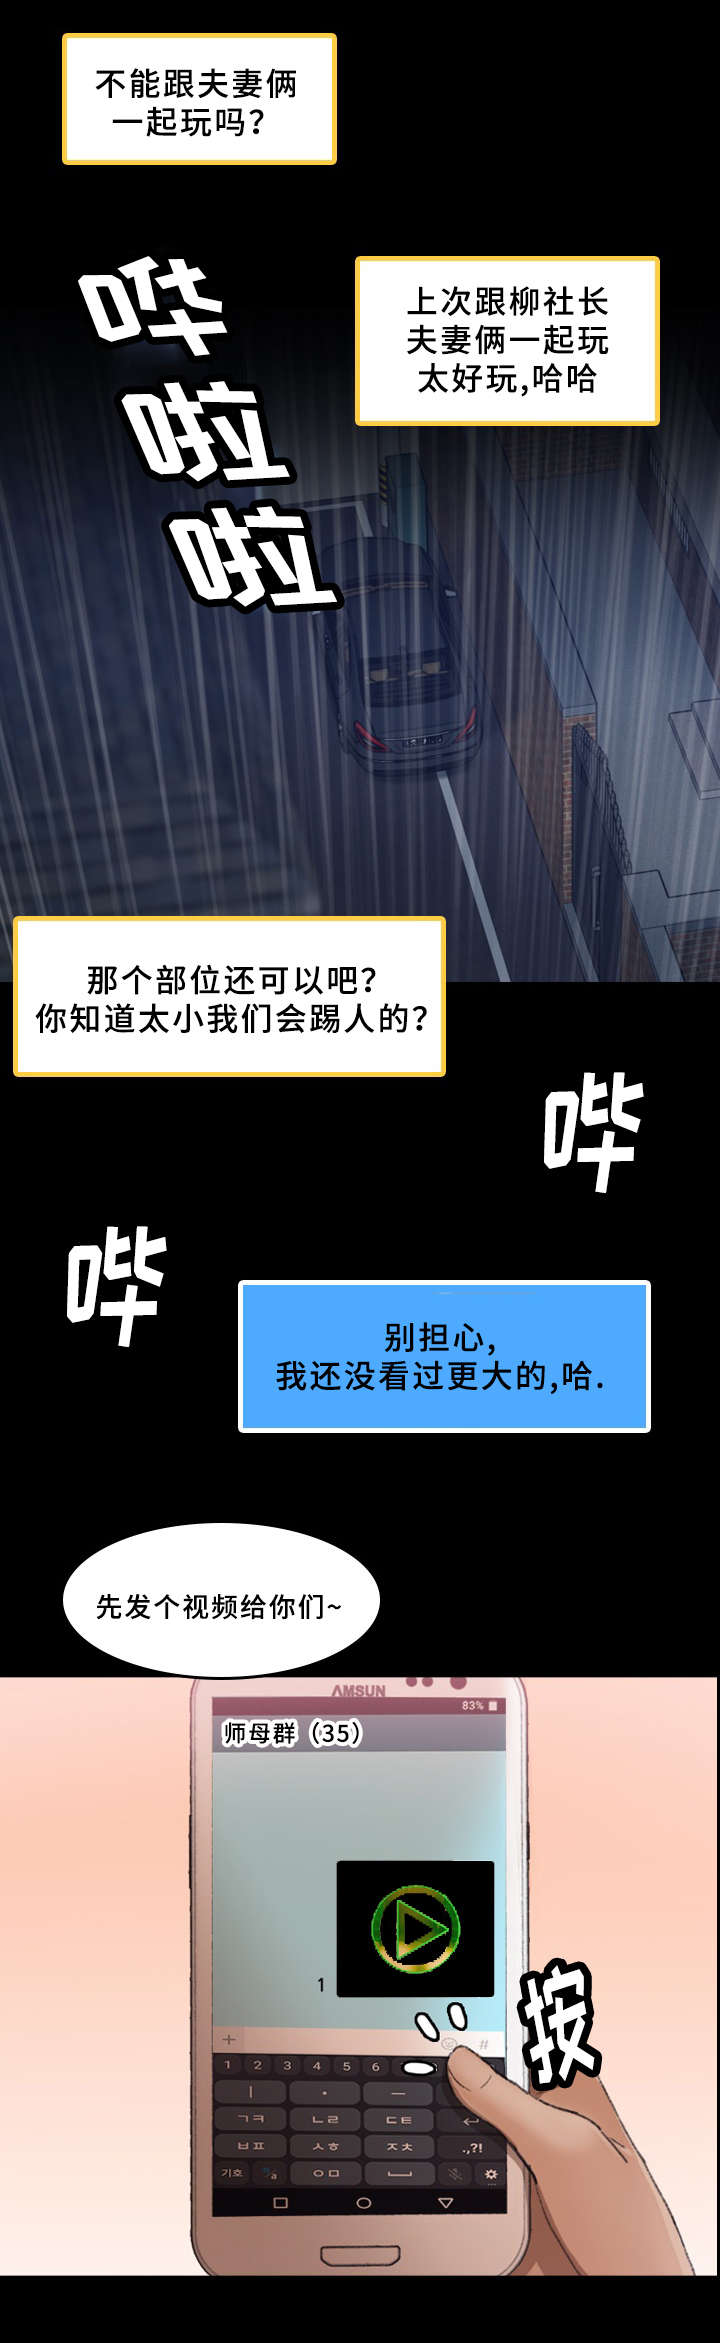 不能跟夫妻俩
一起玩吗?
哗
啦
啦
上次跟柳社长
夫妻俩一起玩
太好玩,哈哈
那个部位还可以吧?
你知道太小我们会踢人的?
哔
哔
别担心,
我还没看过更大的,哈.
先发个视频给你们~
AMSUN
83%
师母群（35）
1
按
+
#
1 2 3 4 5 6
ㅣ · ㅡ
ㄱㅋ ㄴㄹ ㄷㅌ
ㅂㅍ ㅅㅎ ㅈㅊ .,?!
기호 a ㅇㅁ